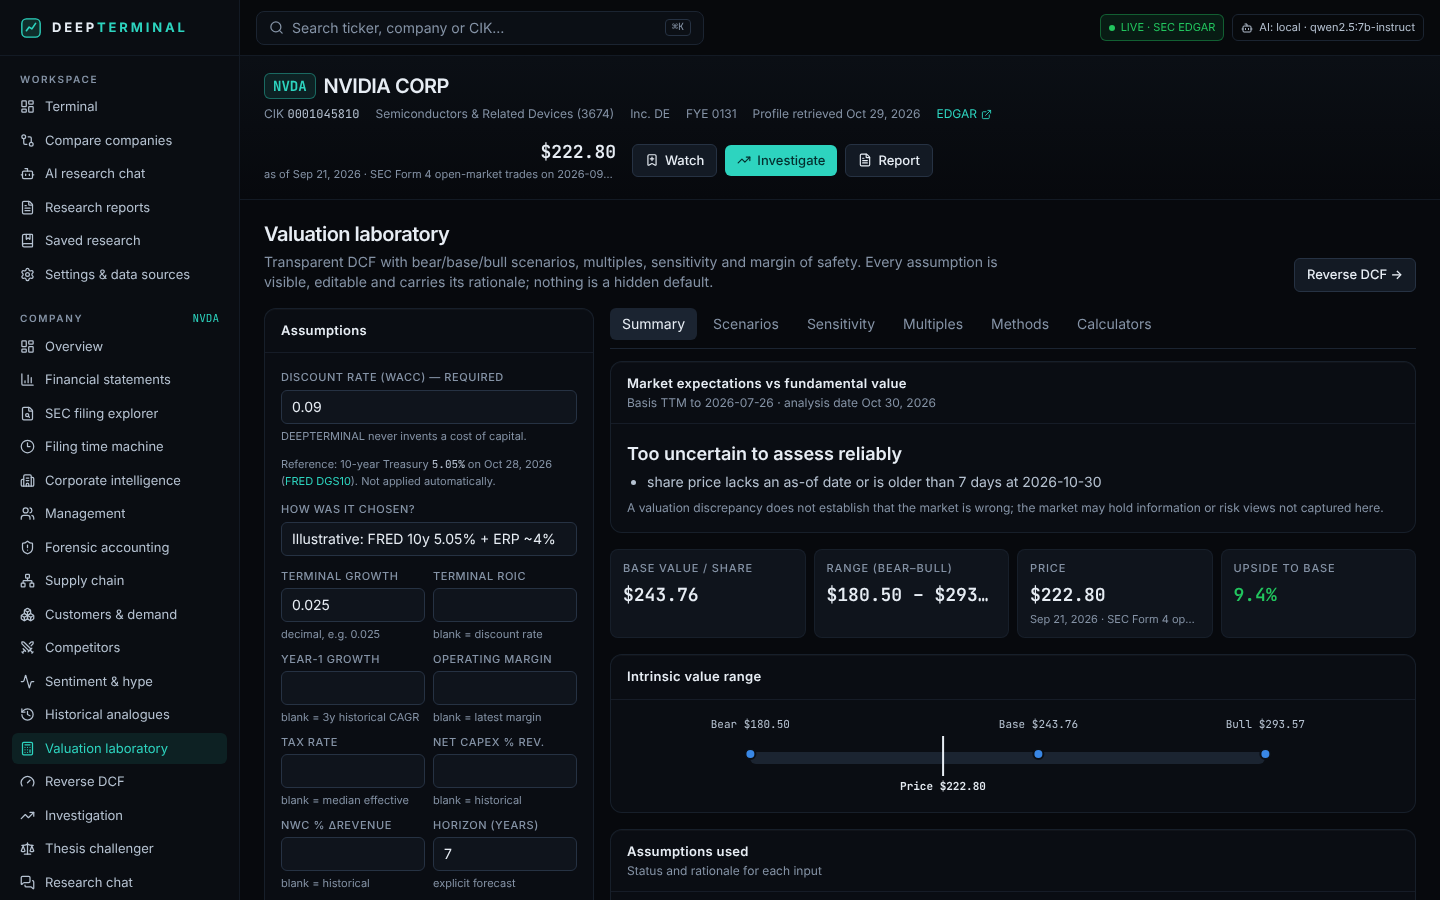 DEEPTERMINAL
Search ticker, company or CIK...
⌘K
LIVE · SEC EDGAR
AI: local · qwen2.5:7b-instruct
WORKSPACE
Terminal
Compare companies
AI research chat
Research reports
Saved research
Settings & data sources
COMPANY NVDA
Overview
Financial statements
SEC filing explorer
Filing time machine
Corporate intelligence
Management
Forensic accounting
Supply chain
Customers & demand
Competitors
Sentiment & hype
Historical analogues
Valuation laboratory
Reverse DCF
Investigation
Thesis challenger
Research chat
NVDA NVIDIA CORP
CIK 0001045810 Semiconductors & Related Devices (3674) Inc. DE FYE 0131 Profile retrieved Oct 29, 2026 EDGAR
$222.80
as of Sep 21, 2026 · SEC Form 4 open-market trades on 2026-09...
Watch
Investigate
Report
Valuation laboratory
Transparent DCF with bear/base/bull scenarios, multiples, sensitivity and margin of safety. Every assumption is
visible, editable and carries its rationale; nothing is a hidden default.
Reverse DCF →
Assumptions
DISCOUNT RATE (WACC) — REQUIRED
0.09
DEEPTERMINAL never invents a cost of capital.
Reference: 10-year Treasury 5.05% on Oct 28, 2026
(FRED DGS10). Not applied automatically.
HOW WAS IT CHOSEN?
Illustrative: FRED 10y 5.05% + ERP ~4%
TERMINAL GROWTH TERMINAL ROIC
0.025
decimal, e.g. 0.025 blank = discount rate
YEAR-1 GROWTH OPERATING MARGIN
blank = 3y historical CAGR blank = latest margin
TAX RATE NET CAPEX % REV.
blank = median effective blank = historical
NWC % ΔREVENUE HORIZON (YEARS)
7
blank = historical explicit forecast
Summary Scenarios Sensitivity Multiples Methods Calculators
Market expectations vs fundamental value
Basis TTM to 2026-07-26 · analysis date Oct 30, 2026
Too uncertain to assess reliably
• share price lacks an as-of date or is older than 7 days at 2026-10-30
A valuation discrepancy does not establish that the market is wrong; the market may hold information or risk views not captured here.
BASE VALUE / SHARE
$243.76
RANGE (BEAR–BULL)
$180.50 – $293…
PRICE
$222.80
Sep 21, 2026 · SEC Form 4 op...
UPSIDE TO BASE
9.4%
Intrinsic value range
Bear $180.50 Base $243.76 Bull $293.57
Price $222.80
Assumptions used
Status and rationale for each input